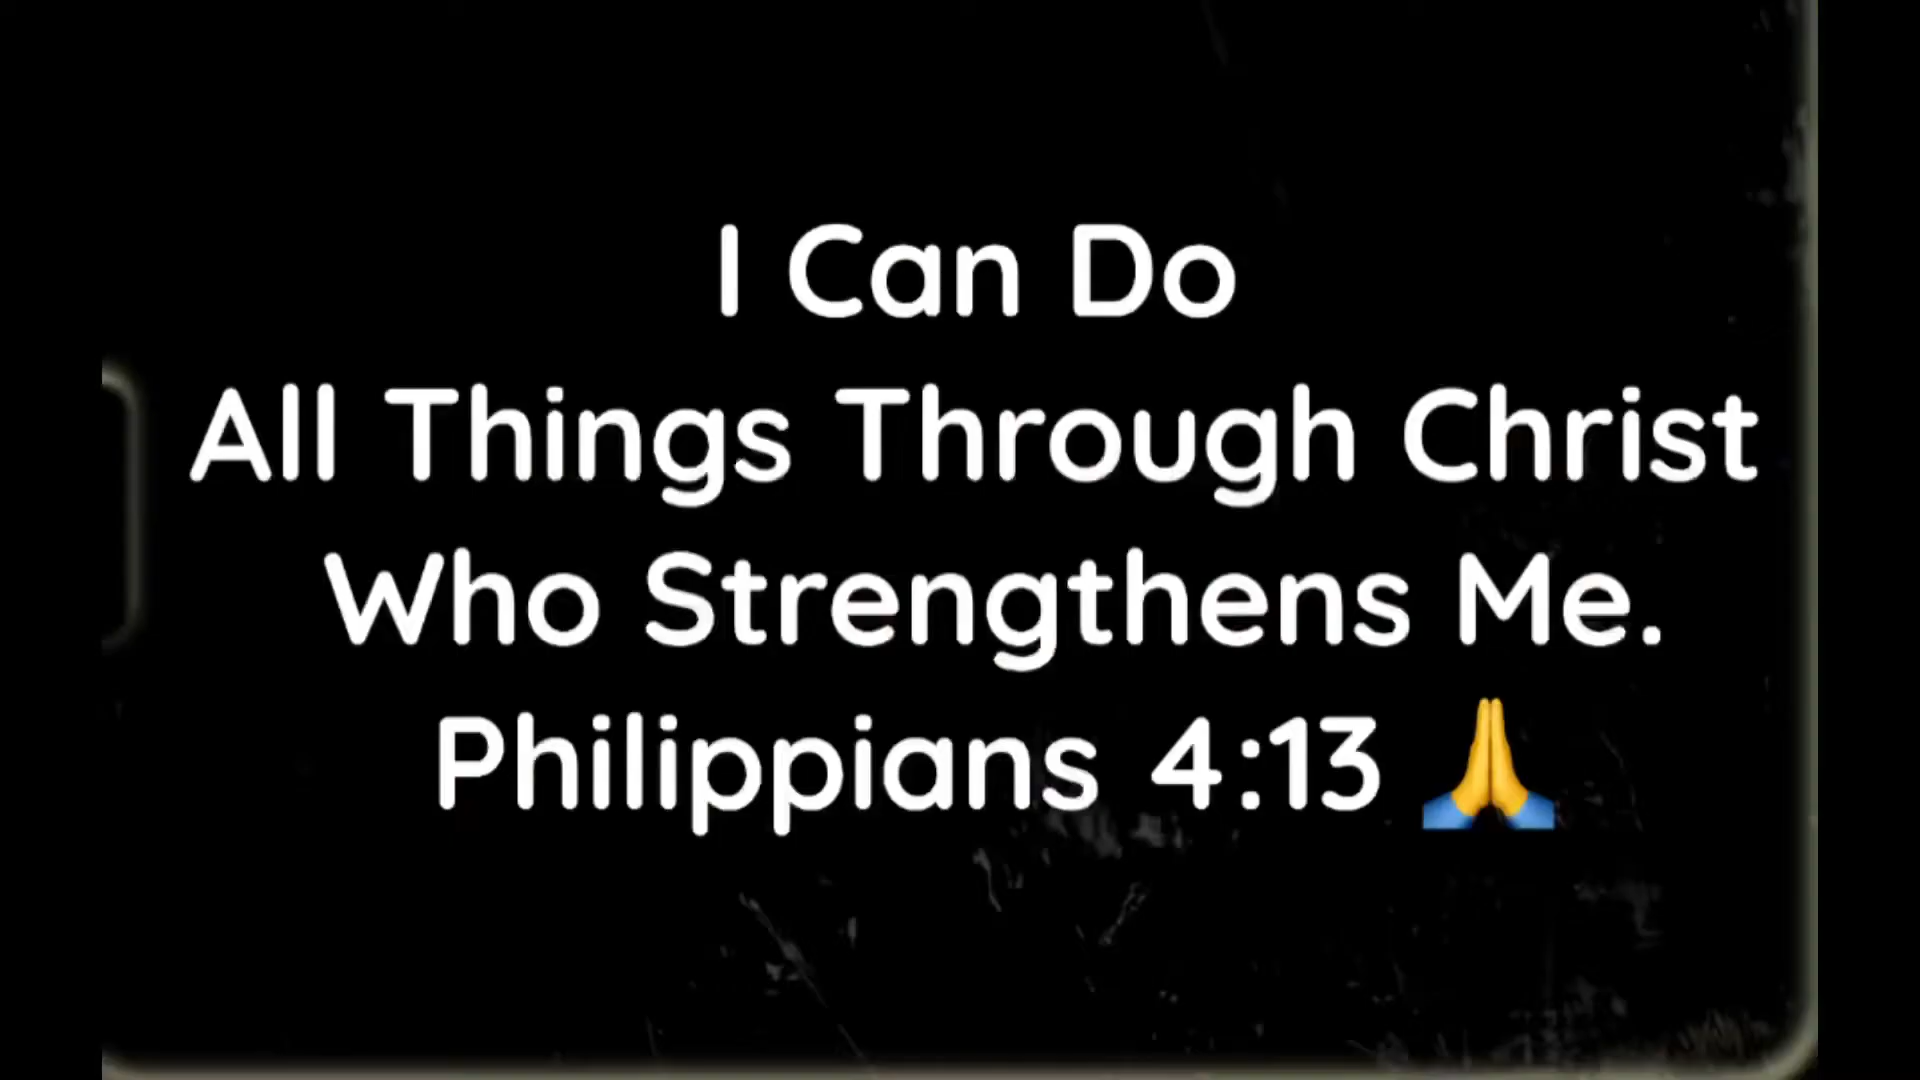 I Can Do
All Things Through Christ
Who Strengthens Me.
Philippians 4:13 🙏